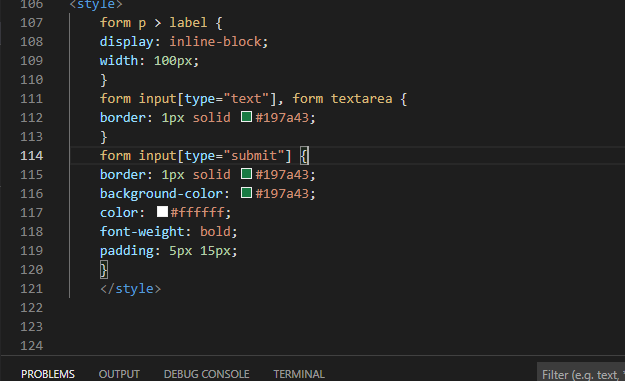 106 <style>
107 form p > label {
108 display: inline-block;
109 width: 100px;
110 }
111 form input[type="text"], form textarea {
112 border: 1px solid #197a43;
113 }
114 form input[type="submit"] {
115 border: 1px solid #197a43;
116 background-color: #197a43;
117 color: #ffffff;
118 font-weight: bold;
119 padding: 5px 15px;
120 }
121 </style>
122
123
124
PROBLEMS OUTPUT DEBUG CONSOLE TERMINAL Filter (e.g. text, *